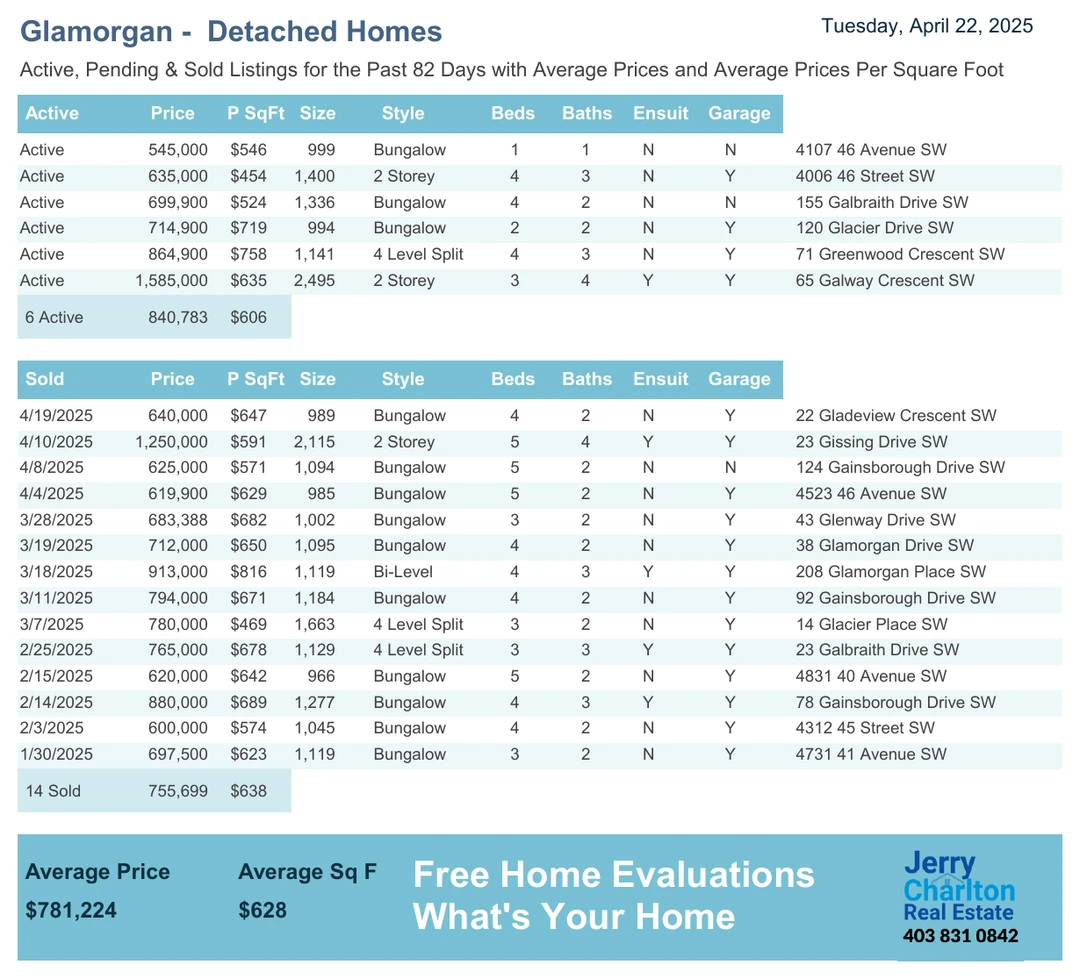 Glamorgan - Detached Homes
Tuesday, April 22, 2025
Active, Pending & Sold Listings for the Past 82 Days with Average Prices and Average Prices Per Square Foot
Active Price P SqFt Size Style Beds Baths Ensuit Garage
Active 545,000 $546 999 Bungalow 1 1 N N 4107 46 Avenue SW
Active 635,000 $454 1,400 2 Storey 4 3 N Y 4006 46 Street SW
Active 699,900 $524 1,336 Bungalow 4 2 N N 155 Galbraith Drive SW
Active 714,900 $719 994 Bungalow 2 2 N Y 120 Glacier Drive SW
Active 864,900 $758 1,141 4 Level Split 4 3 N Y 71 Greenwood Crescent SW
Active 1,585,000 $635 2,495 2 Storey 3 4 Y Y 65 Galway Crescent SW
6 Active 840,783 $606
Sold Price P SqFt Size Style Beds Baths Ensuit Garage
4/19/2025 640,000 $647 989 Bungalow 4 2 N Y 22 Gladeview Crescent SW
4/10/2025 1,250,000 $591 2,115 2 Storey 5 4 Y Y 23 Gissing Drive SW
4/8/2025 625,000 $571 1,094 Bungalow 5 2 N N 124 Gainsborough Drive SW
4/4/2025 619,900 $629 985 Bungalow 5 2 N Y 4523 46 Avenue SW
3/28/2025 683,388 $682 1,002 Bungalow 3 2 N Y 43 Glenway Drive SW
3/19/2025 712,000 $650 1,095 Bungalow 4 2 N Y 38 Glamorgan Drive SW
3/18/2025 913,000 $816 1,119 Bi-Level 4 3 Y Y 208 Glamorgan Place SW
3/11/2025 794,000 $671 1,184 Bungalow 4 2 N Y 92 Gainsborough Drive SW
3/7/2025 780,000 $469 1,663 4 Level Split 3 2 N Y 14 Glacier Place SW
2/25/2025 765,000 $678 1,129 4 Level Split 3 3 Y Y 23 Galbraith Drive SW
2/15/2025 620,000 $642 966 Bungalow 5 2 N Y 4831 40 Avenue SW
2/14/2025 880,000 $689 1,277 Bungalow 4 3 Y Y 78 Gainsborough Drive SW
2/3/2025 600,000 $574 1,045 Bungalow 4 2 N Y 4312 45 Street SW
1/30/2025 697,500 $623 1,119 Bungalow 3 2 N Y 4731 41 Avenue SW
14 Sold 755,699 $638
Average Price Average Sq F
$781,224 $628
Free Home Evaluations
What's Your Home
Jerry
Charlton
Real Estate
403 831 0842